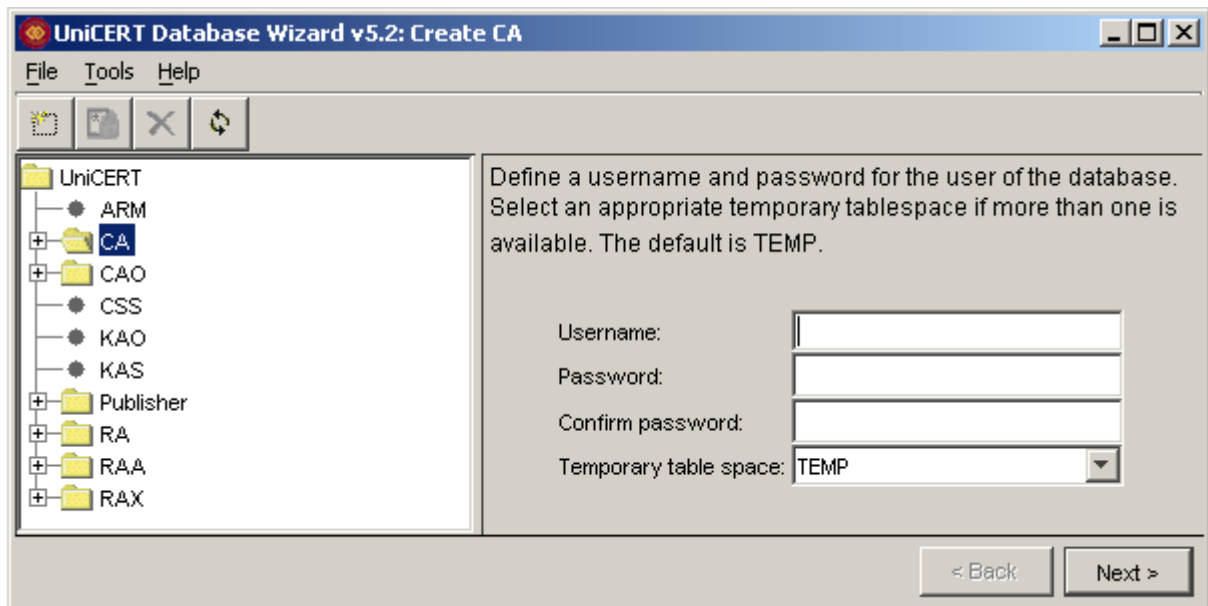 UniCERT Database Wizard v5.2: Create CA
File Tools Help
UniCERT
ARM
CA
CAO
CSS
KAO
KAS
Publisher
RA
RAA
RAX
Define a username and password for the user of the database.
Select an appropriate temporary tablespace if more than one is
available. The default is TEMP.
Username:
Password:
Confirm password:
Temporary table space: TEMP
< Back Next >